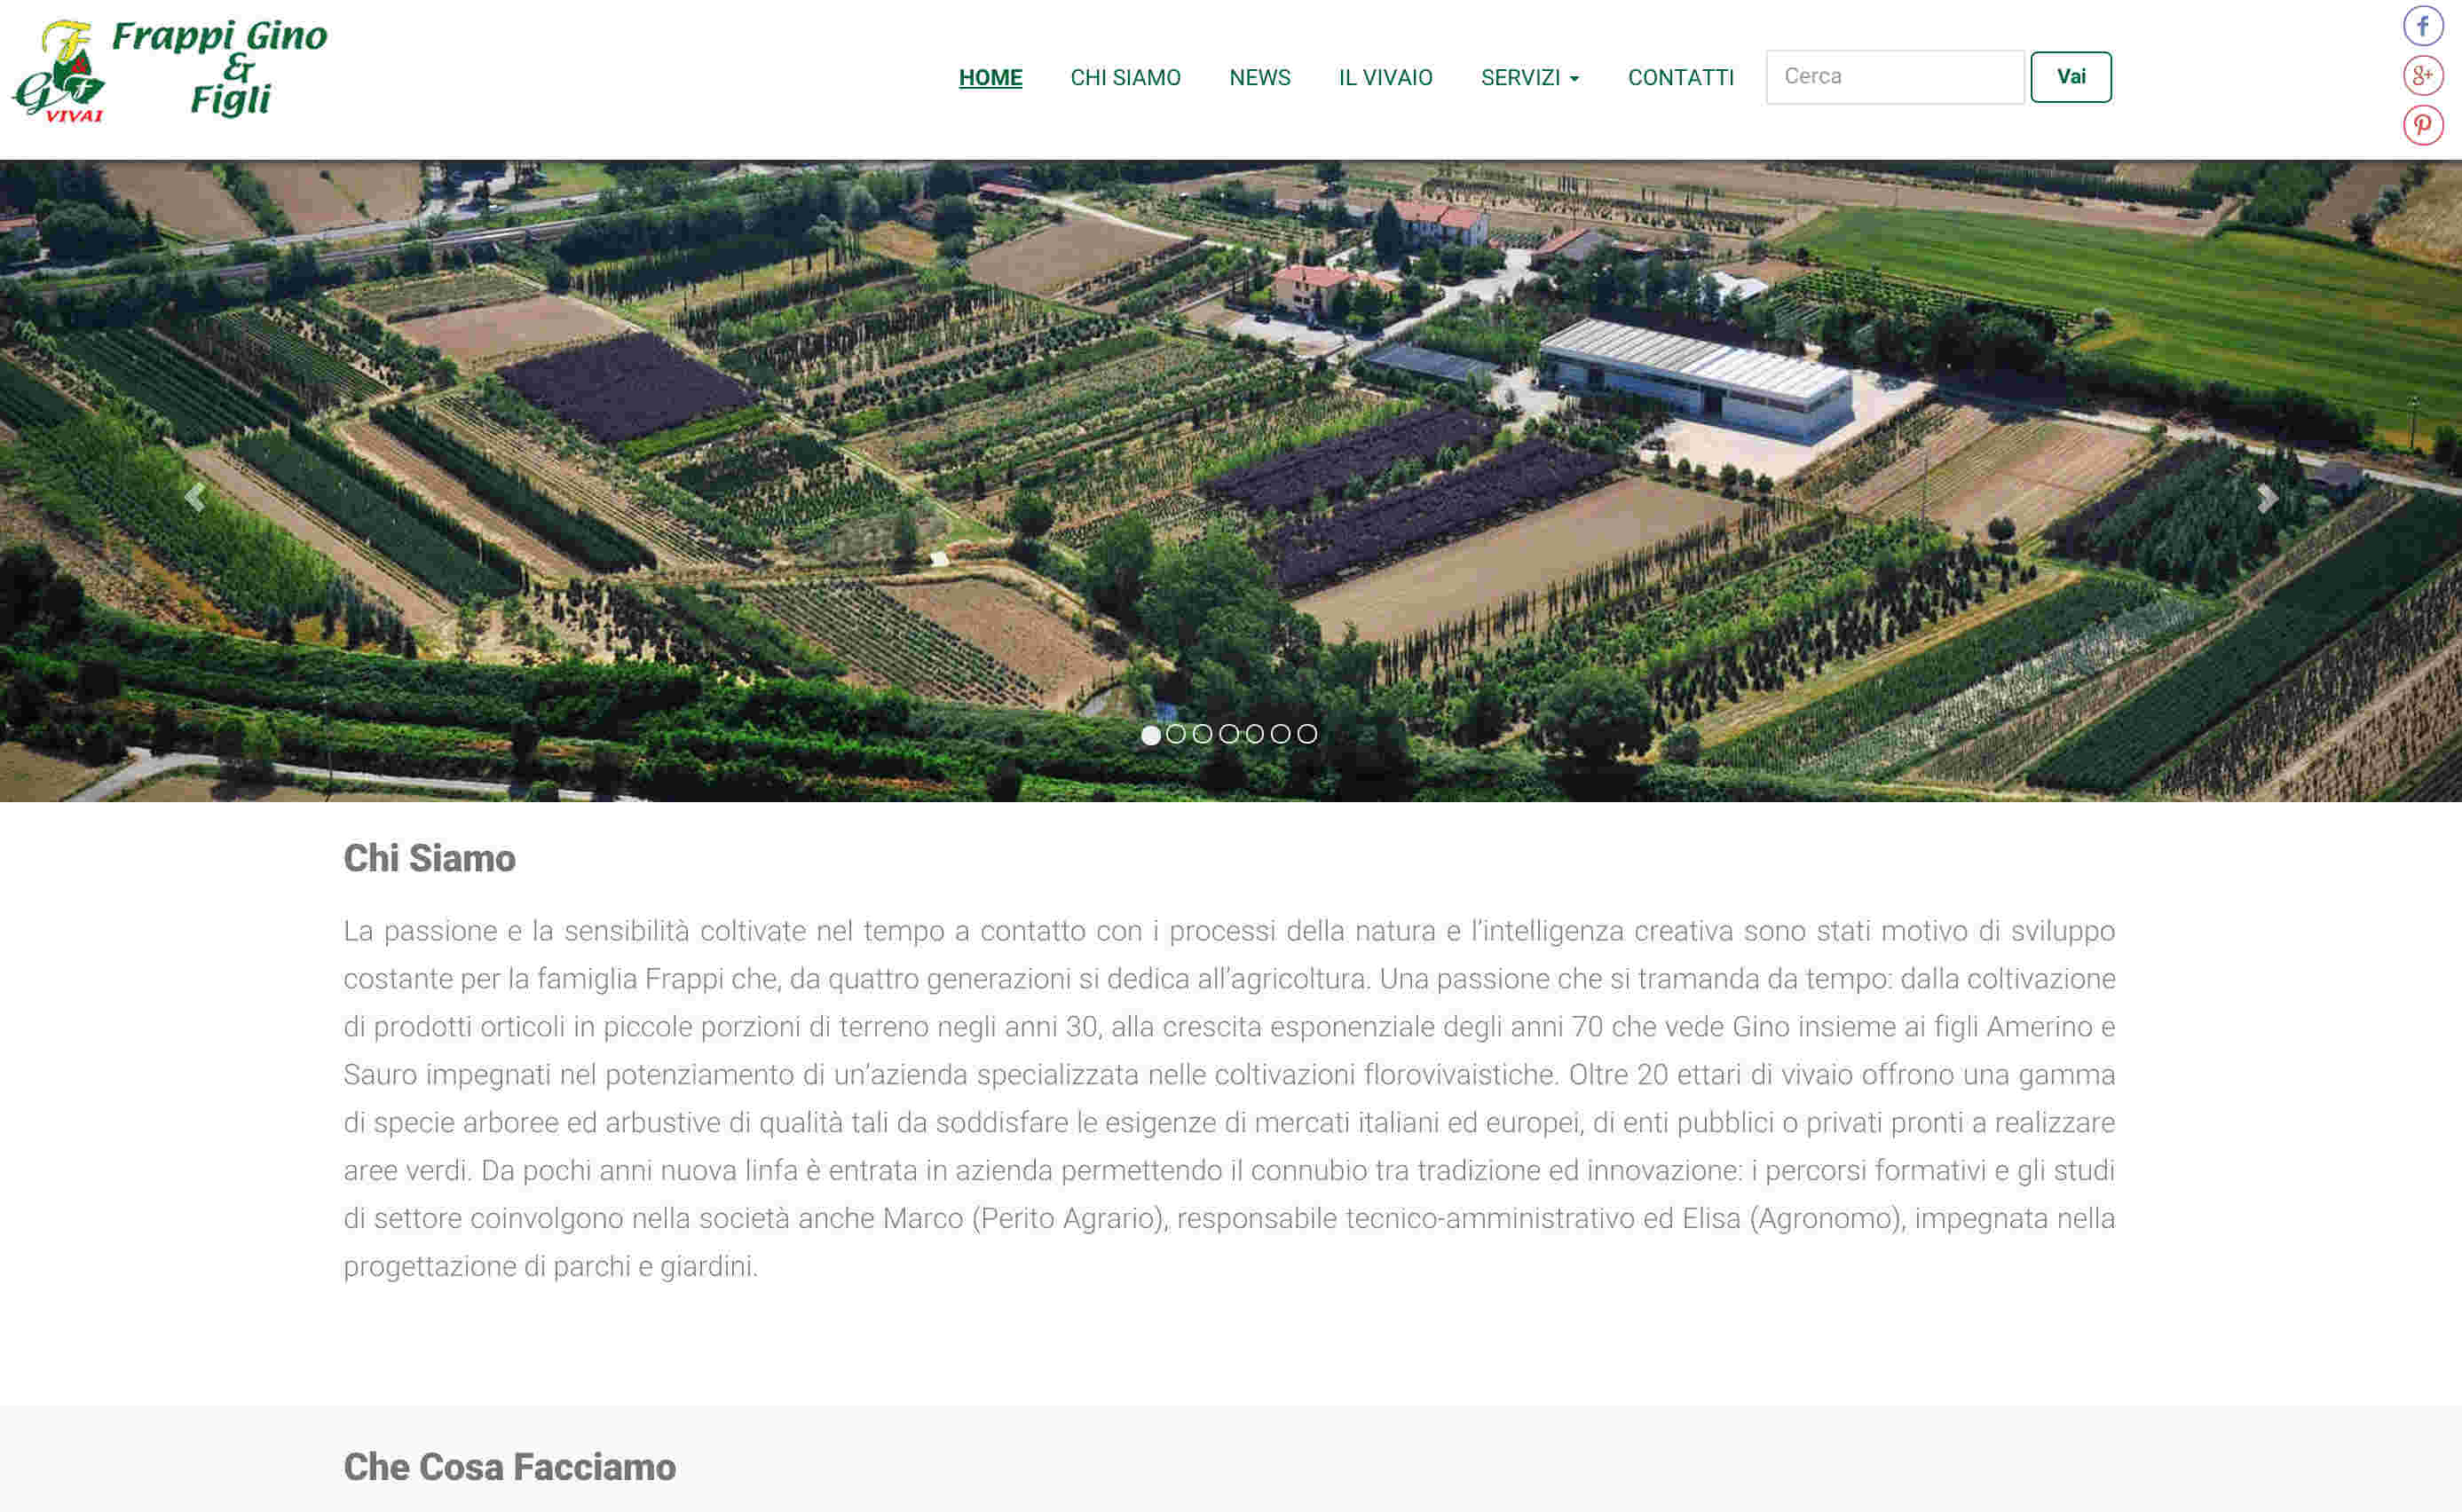 Frappi Gino
&
Figli
F
&
G F
VIVAI
HOME CHI SIAMO NEWS IL VIVAIO SERVIZI CONTATTI Cerca Vai
f
g+
p
Chi Siamo
La passione e la sensibilità coltivate nel tempo a contatto con i processi della natura e l’intelligenza creativa sono stati motivo di sviluppo
costante per la famiglia Frappi che, da quattro generazioni si dedica all’agricoltura. Una passione che si tramanda da tempo: dalla coltivazione
di prodotti orticoli in piccole porzioni di terreno negli anni 30, alla crescita esponenziale degli anni 70 che vede Gino insieme ai figli Amerino e
Sauro impegnati nel potenziamento di un’azienda specializzata nelle coltivazioni florovivaistiche. Oltre 20 ettari di vivaio offrono una gamma
di specie arboree ed arbustive di qualità tali da soddisfare le esigenze di mercati italiani ed europei, di enti pubblici o privati pronti a realizzare
aree verdi. Da pochi anni nuova linfa è entrata in azienda permettendo il connubio tra tradizione ed innovazione: i percorsi formativi e gli studi
di settore coinvolgono nella società anche Marco (Perito Agrario), responsabile tecnico-amministrativo ed Elisa (Agronomo), impegnata nella
progettazione di parchi e giardini.
Che Cosa Facciamo